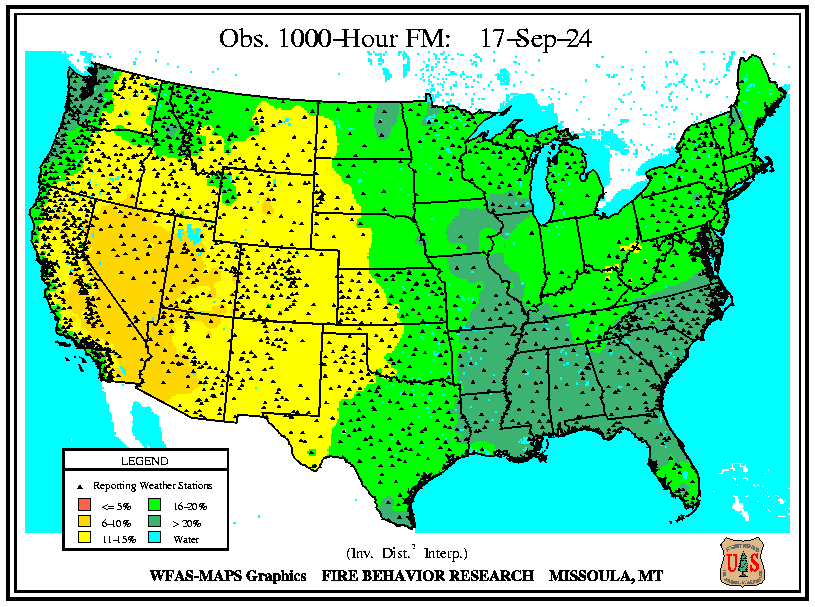 Obs. 1000-Hour FM: 17-Sep-24
LEGEND
Reporting Weather Stations
<= 5% 16-20%
6-10% > 20%
11-15% Water
(Inv. Dist.² Interp.)
WFAS-MAPS Graphics FIRE BEHAVIOR RESEARCH MISSOULA, MT
U S